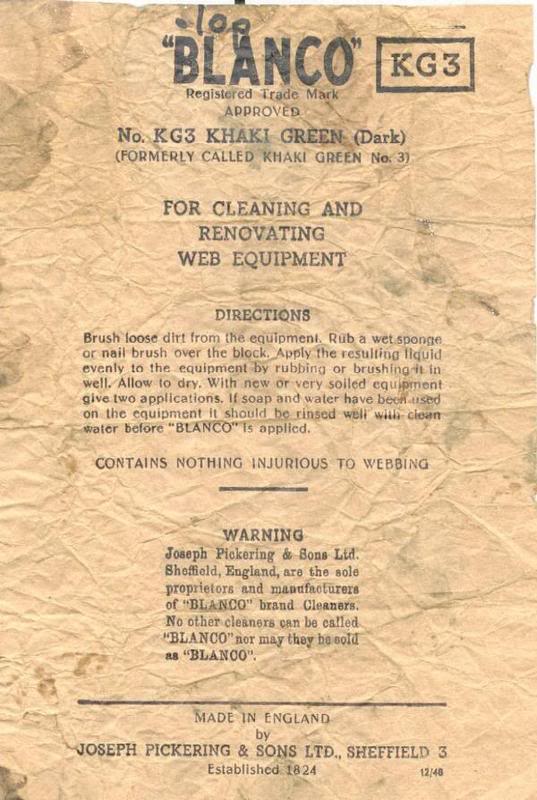 "BLANCO"
KG3
Registered Trade Mark
APPROVED
No. KG3 KHAKI GREEN (Dark)
(FORMERLY CALLED KHAKI GREEN No. 3)
FOR CLEANING AND
RENOVATING
WEB EQUIPMENT
DIRECTIONS
Brush loose dirt from the equipment. Rub a wet sponge
or nail brush over the block. Apply the resulting liquid
evenly to the equipment by rubbing or brushing it in
well. Allow to dry. With new or very soiled equipment
give two applications. If soap and water have been used
on the equipment it should be rinsed well with clean
water before "BLANCO" is applied.
CONTAINS NOTHING INJURIOUS TO WEBBING
WARNING
Joseph Pickering & Sons Ltd.
Sheffield, England, are the sole
proprietors and manufacturers
of "BLANCO" brand Cleaners.
No other cleaners can be called
"BLANCO" nor may they be sold
as "BLANCO".
MADE IN ENGLAND
by
JOSEPH PICKERING & SONS LTD., SHEFFIELD 3
Established 1824
12/48